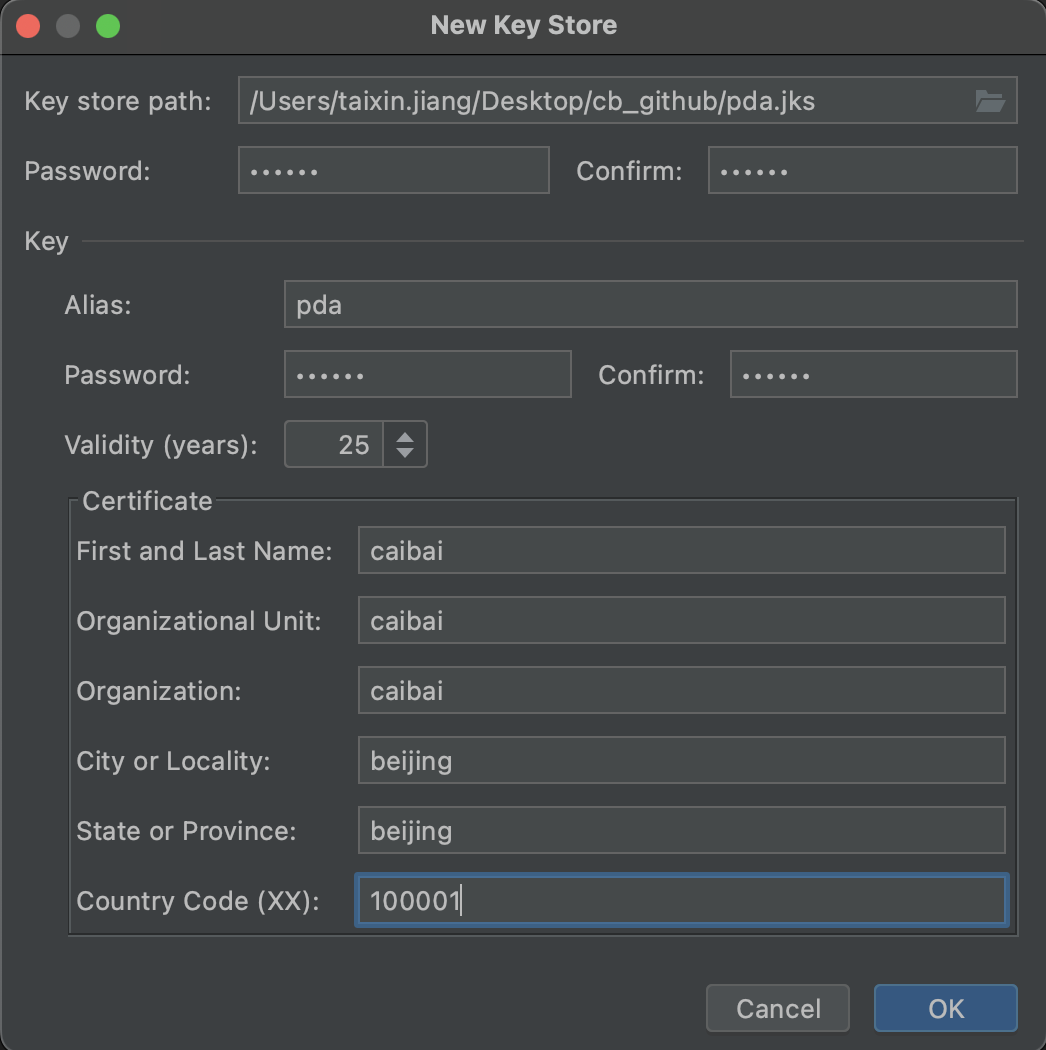 New Key Store
Key store path: /Users/taixin.jiang/Desktop/cb_github/pda.jks
Password: •••••• Confirm: ••••••
Key
Alias: pda
Password: •••••• Confirm: ••••••
Validity (years): 25
Certificate
First and Last Name: caibai
Organizational Unit: caibai
Organization: caibai
City or Locality: beijing
State or Province: beijing
Country Code (XX): 100001
Cancel OK